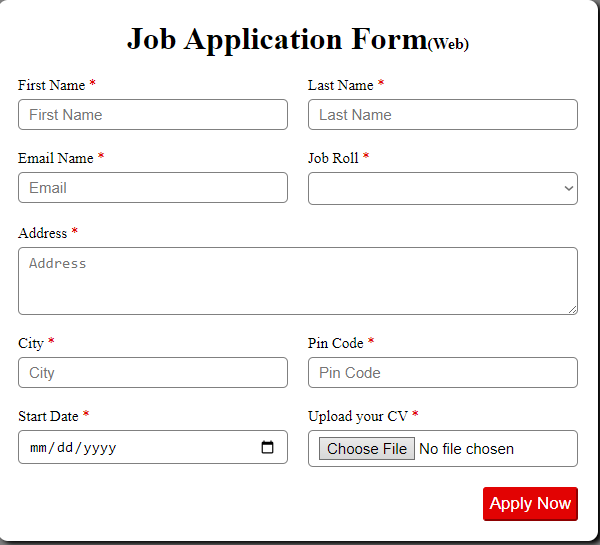 Job Application Form(Web)
First Name * Last Name *
First Name Last Name
Email Name * Job Roll *
Email
Address *
Address
City * Pin Code *
City Pin Code
Start Date * Upload your CV *
mm/dd/yyyy Choose File No file chosen
Apply Now